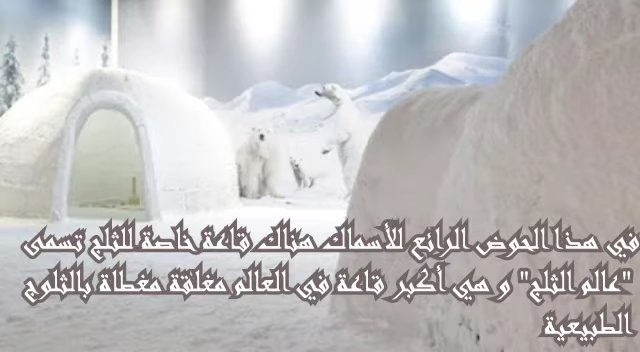 في هذا الحوض الرائع للأسماك هناك قاعة خاصة للثلج تسمى
"عالم الثلج" و هي أكبر قاعة في العالم مغلقة مغطاة بالثلوج
الطبيعية